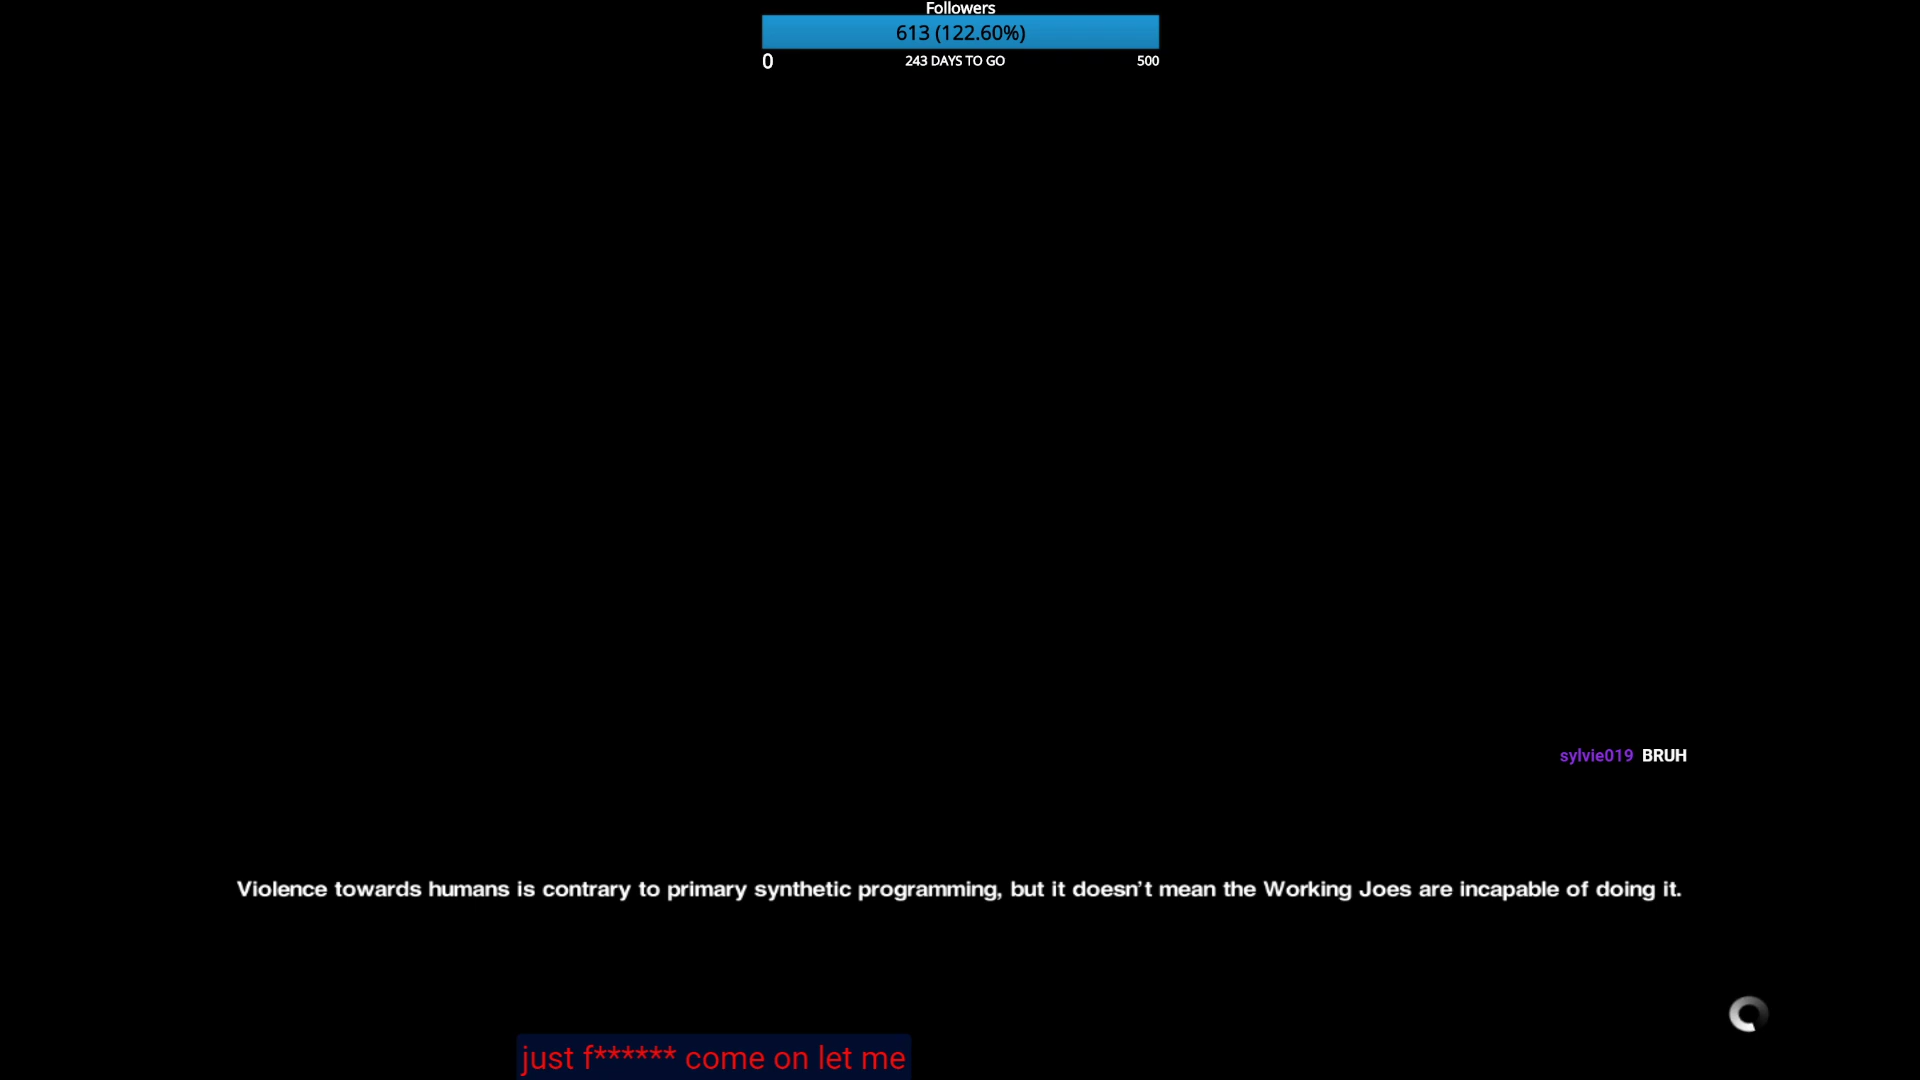 Followers
613 (122.60%)
0 243 DAYS TO GO 500
sylvie019 BRUH
Violence towards humans is contrary to primary synthetic programming, but it doesn't mean the Working Joes are incapable of doing it.
just f****** come on let me